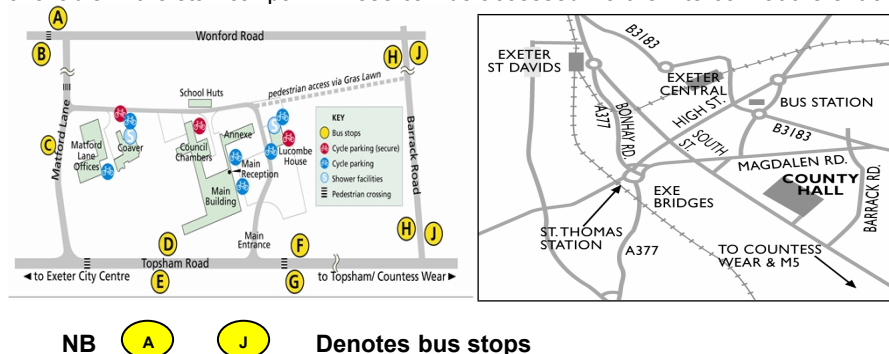 A
Wonford Road
B
H
J
School Huts
pedestrian access via Gras Lawn
Matford Lane
C
Matford
Lane
Offices
Coaver
S
Council
Chambers
Annexe
S
Lucombe
House
Main
Reception
Main
Building
KEY
Bus stops
Cycle parking (secure)
Cycle parking
S
Shower facilities
Pedestrian crossing
Barrack Road
H
J
D
Main
Entrance
F
Topsham Road
E
G
to Exeter City Centre
to Topsham/ Countess Wear
B3183
EXETER
ST DAVIDS
EXETER
CENTRAL
HIGH ST.
BUS STATION
B3183
A377
BONHAY RD.
SOUTH
ST.
MAGDALEN RD.
COUNTY
HALL
BARRACK RD.
EXE
BRIDGES
ST. THOMAS
STATION
A377
TO COUNTESS
WEAR & M5
NB A J Denotes bus stops